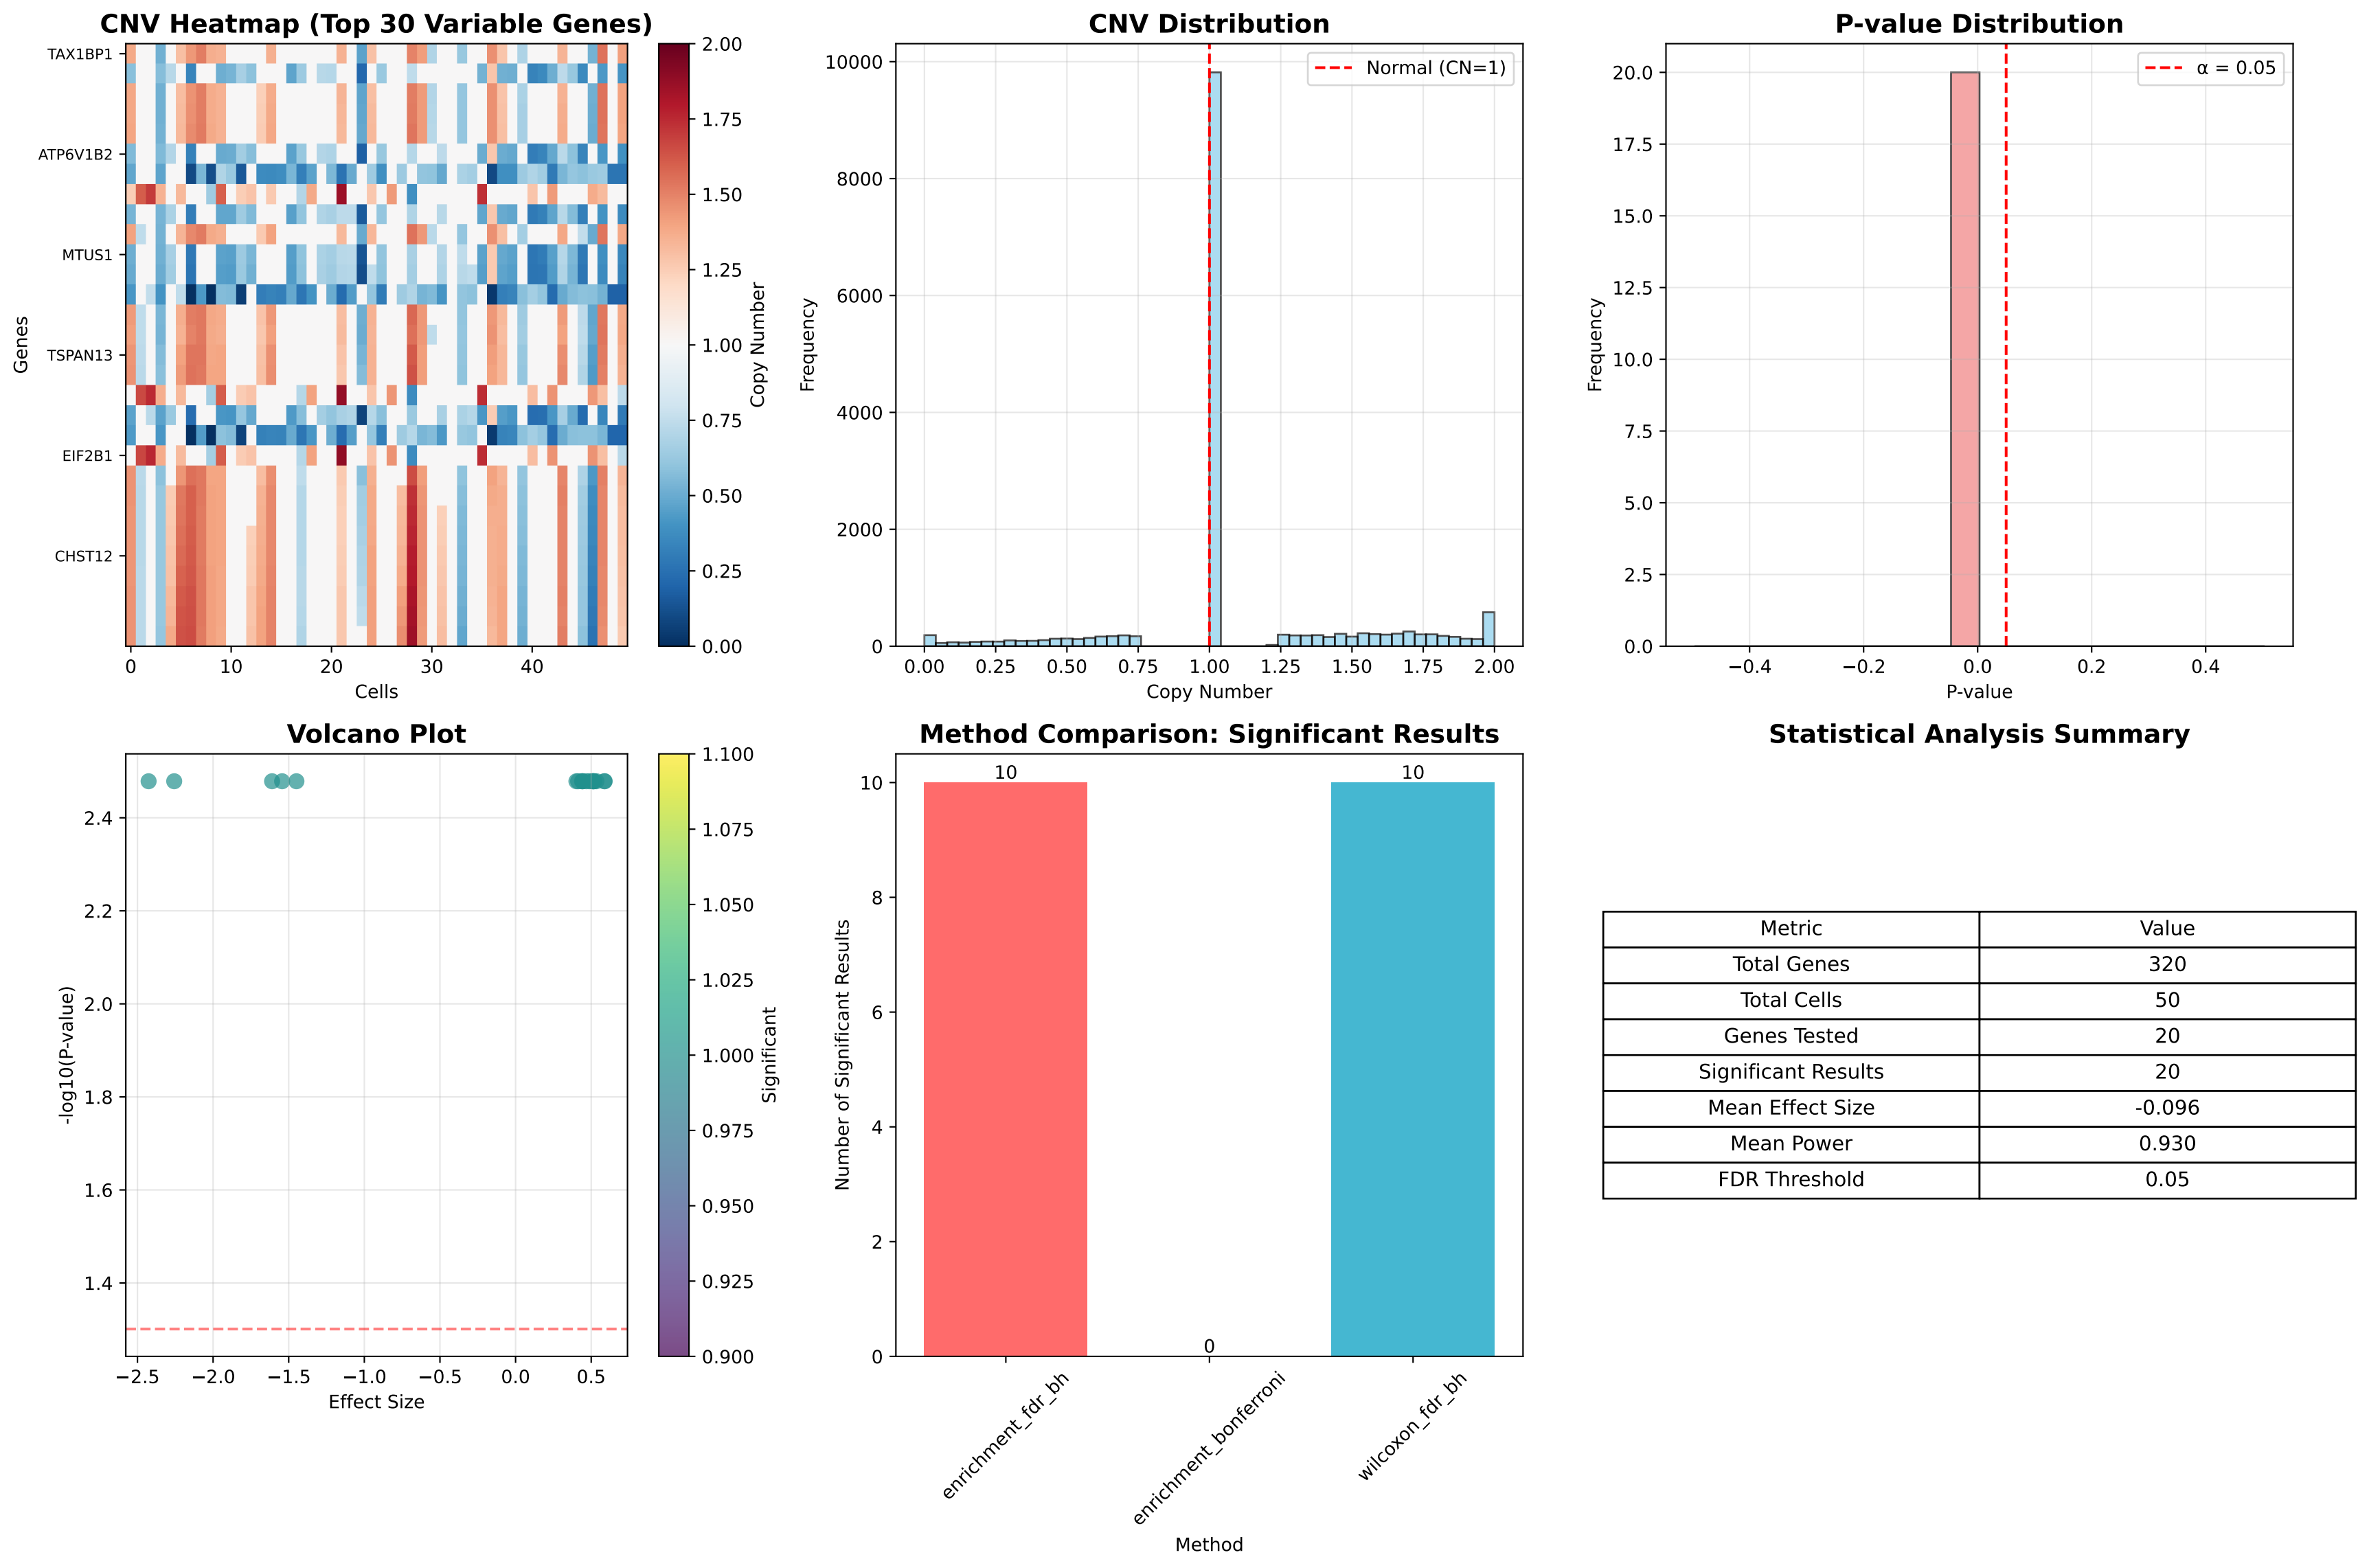 CNV Heatmap (Top 30 Variable Genes)
TAX1BP1
ATP6V1B2
MTUS1
TSPAN13
EIF2B1
CHST12
Genes
0 10 20 30 40
Cells
2.00
1.75
1.50
1.25
1.00
0.75
0.50
0.25
0.00
Copy Number
CNV Distribution
Normal (CN=1)
10000
8000
6000
4000
2000
0
Frequency
0.00 0.25 0.50 0.75 1.00 1.25 1.50 1.75 2.00
Copy Number
P-value Distribution
α = 0.05
20.0
17.5
15.0
12.5
10.0
7.5
5.0
2.5
0.0
Frequency
−0.4 −0.2 0.0 0.2 0.4
P-value
Volcano Plot
2.4
2.2
2.0
1.8
1.6
1.4
-log10(P-value)
−2.5 −2.0 −1.5 −1.0 −0.5 0.0 0.5
Effect Size
1.100
1.075
1.050
1.025
1.000
0.975
0.950
0.925
0.900
Significant
Method Comparison: Significant Results
10 0 10
10
8
6
4
2
0
Number of Significant Results
enrichment_fdr_bh
enrichment_bonferroni
wilcoxon_fdr_bh
Method
Statistical Analysis Summary
Metric Value
Total Genes 320
Total Cells 50
Genes Tested 20
Significant Results 20
Mean Effect Size -0.096
Mean Power 0.930
FDR Threshold 0.05